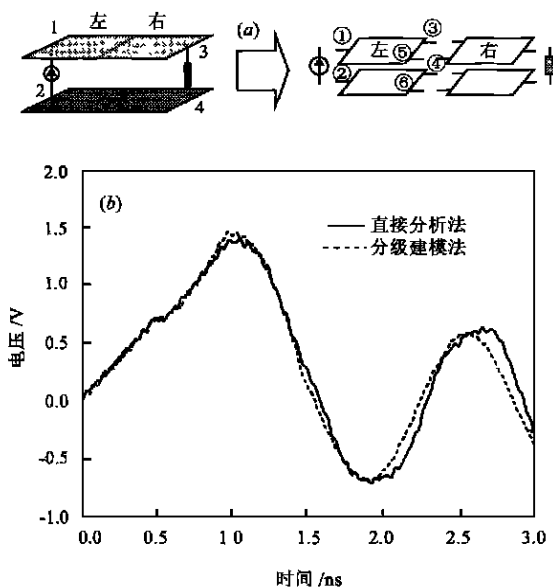 1 左 右 3 2 4
(a)
① ② ③ ④ ⑤ ⑥ 左 右
(b)
直接分析法
分级建模法
电压 /V
2.0
1.5
1.0
0.5
0.0
-0.5
-1.0
0.0 0.5 1 0 1.5 2.0 2.5 3.0
时间 /ns